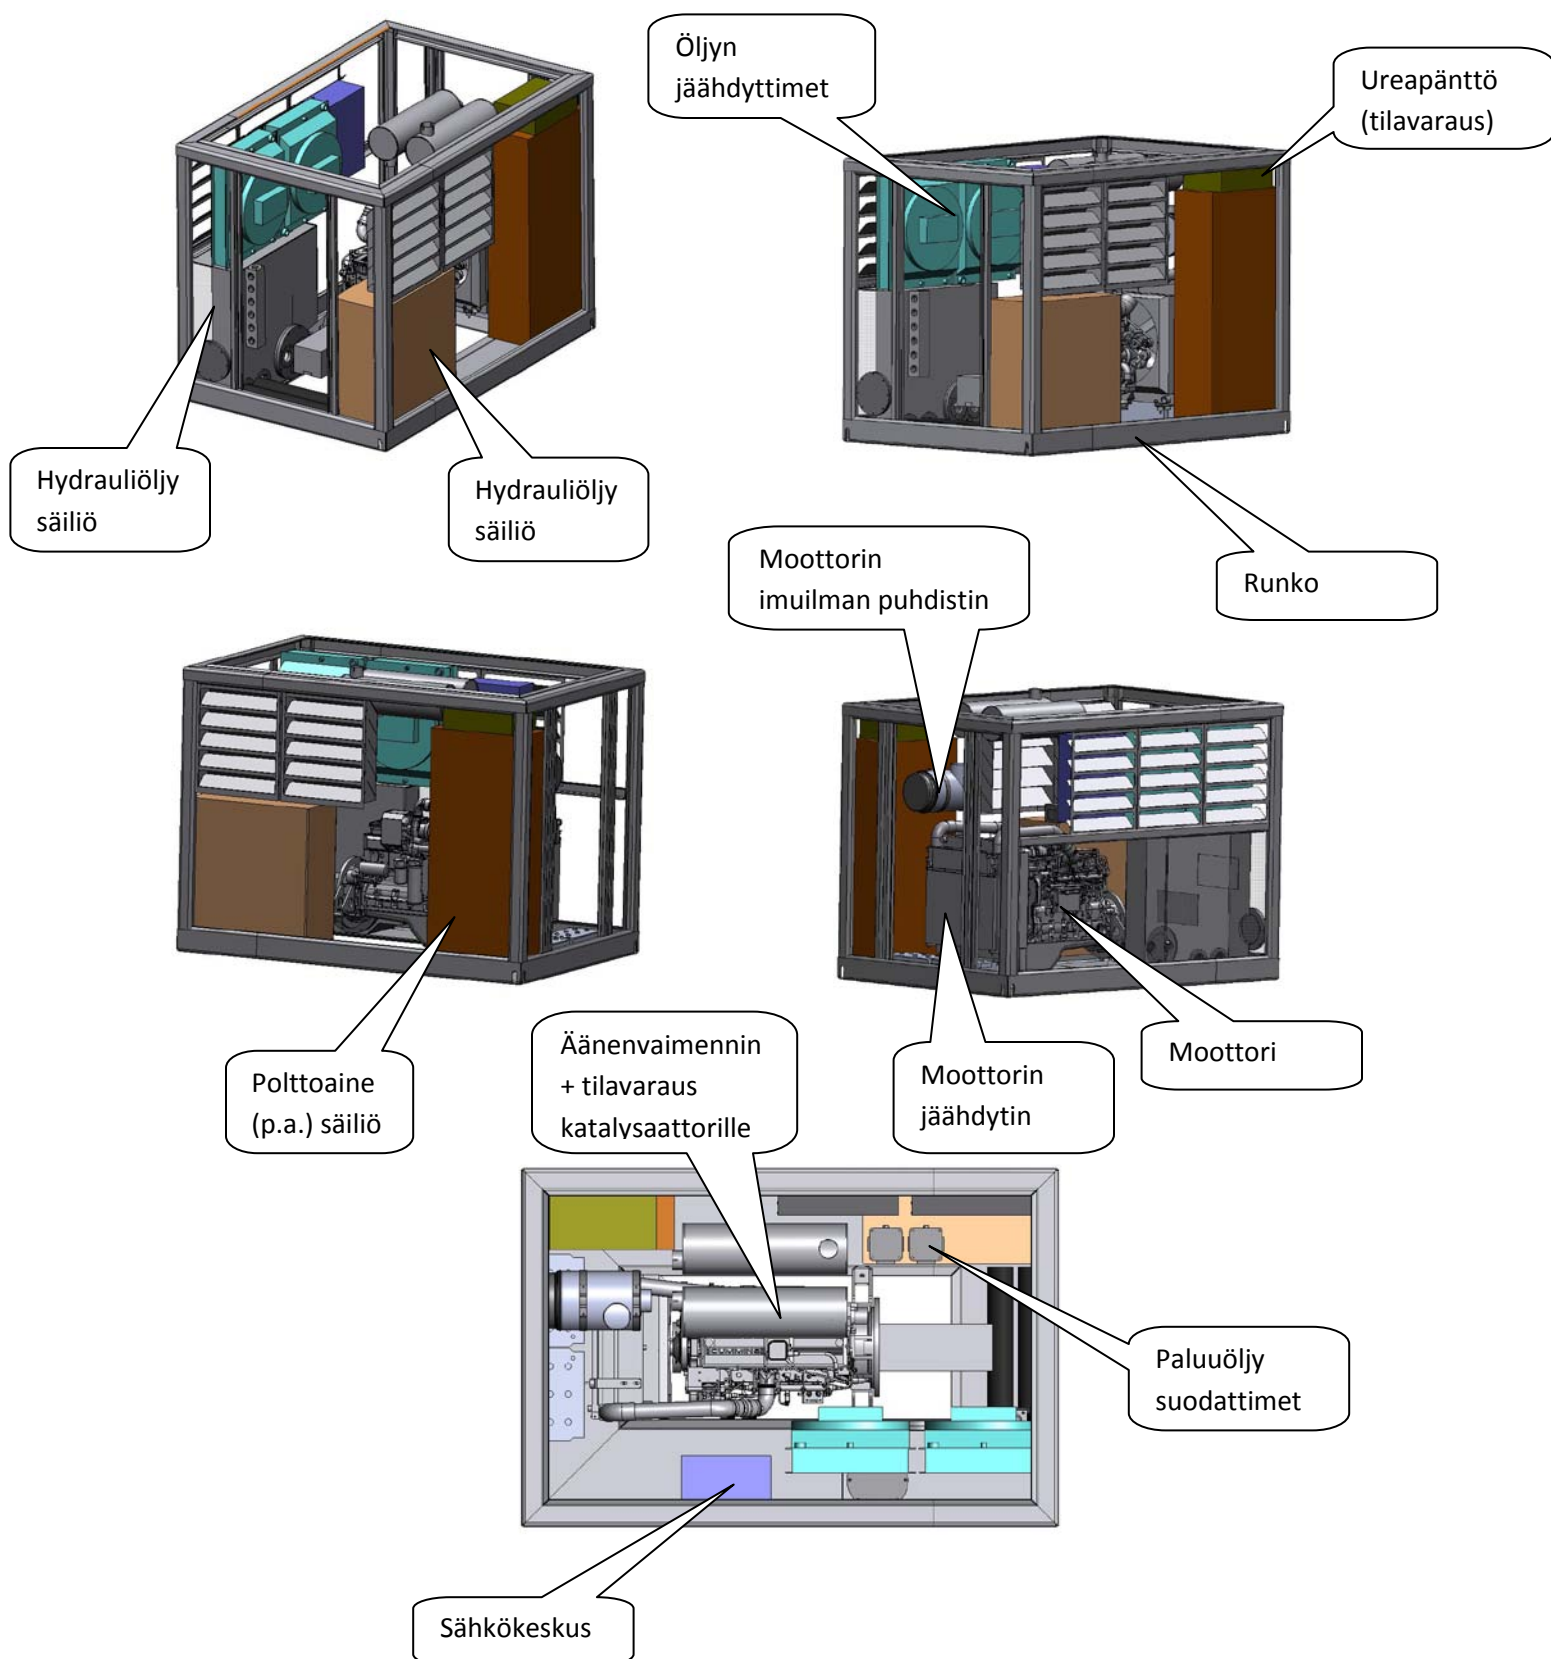 Öljyn
jäähdyttimet
Ureapänttö
(tilavaraus)
Hydrauliöljy
säiliö
Hydrauliöljy
säiliö
Moottorin
imuilman puhdistin
Runko
Polttoaine
(p.a.) säiliö
Äänenvaimennin
+ tilavaraus
katalysaattorille
Moottorin
jäähdytin
Moottori
Paluuöljy
suodattimet
Sähkökeskus